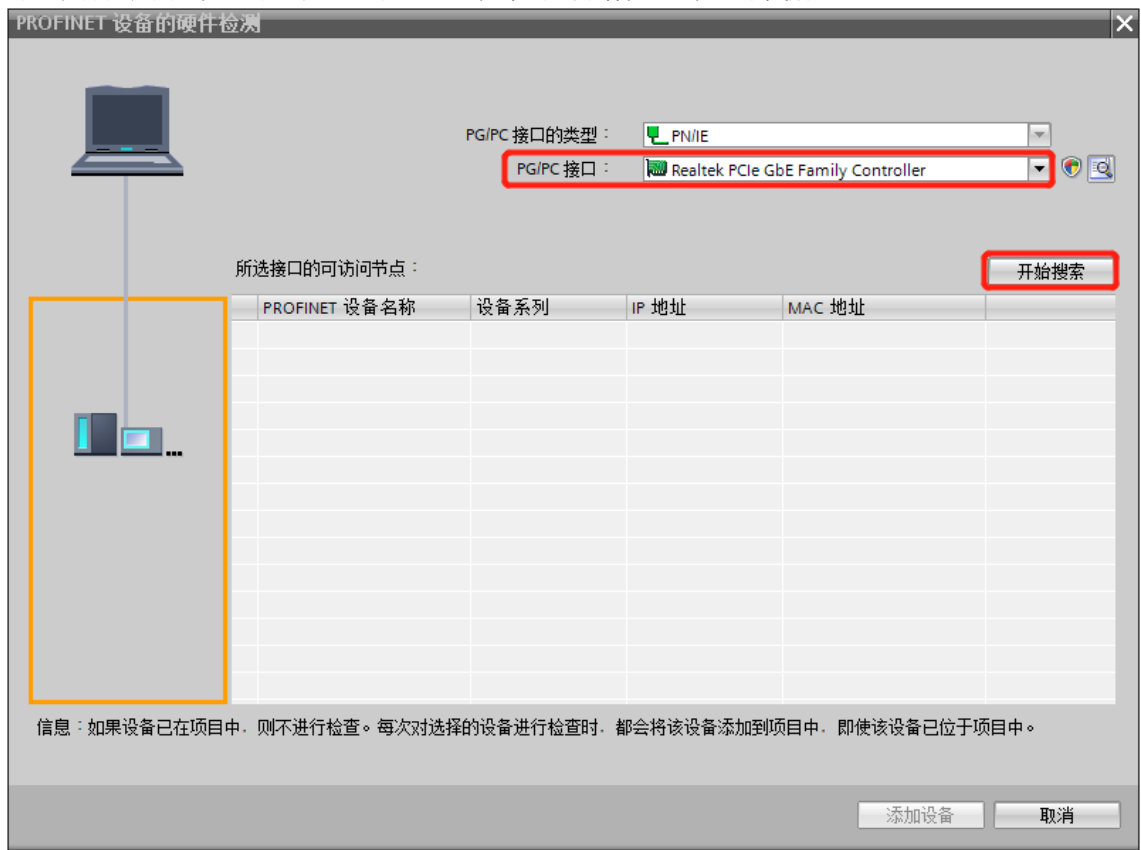 PROFINET 设备的硬件检测
PG/PC 接口的类型：
PN/IE
PG/PC 接口：
Realtek PCIe GbE Family Controller
所选接口的可访问节点：
开始搜索
PROFINET 设备名称 设备系列 IP 地址 MAC 地址
...
信息：如果设备已在项目中，则不进行检查。每次对选择的设备进行检查时，都会将该设备添加到项目中，即使该设备已位于项目中。
添加设备 取消